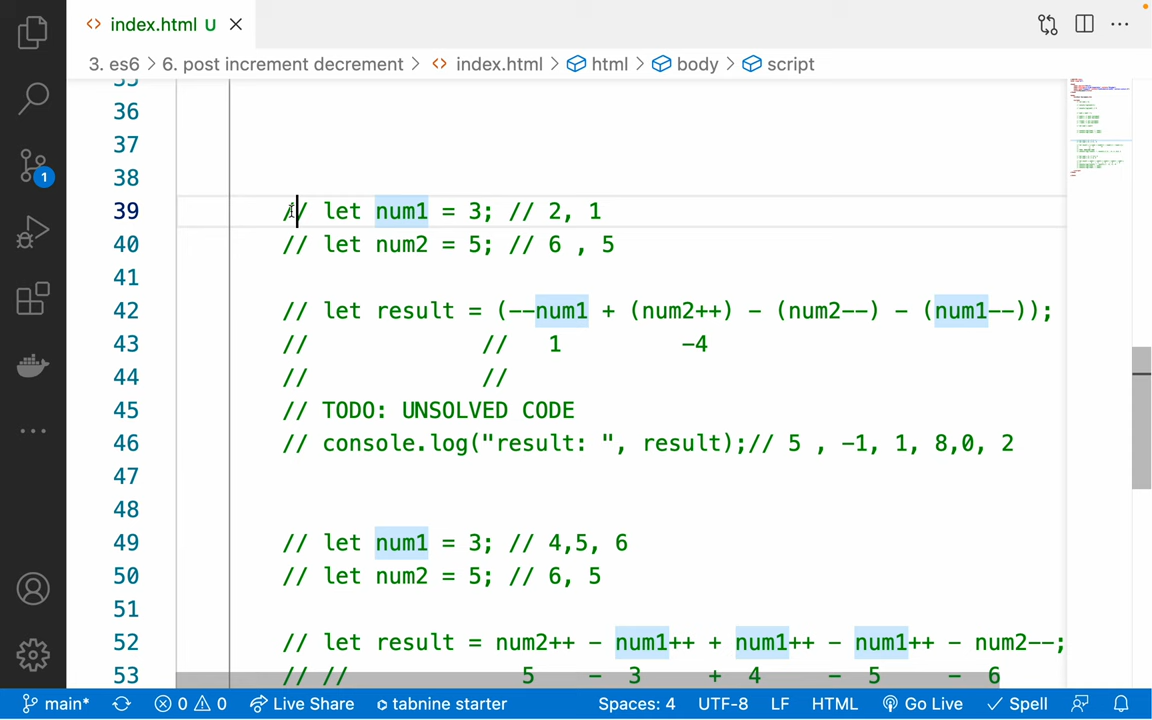 <> index.html U ×
3. es6 > 6. post increment decrement > <> index.html > html > body > script
36
37
38
39 // let num1 = 3; // 2, 1
40 // let num2 = 5; // 6 , 5
41
42 // let result = (--num1 + (num2++) - (num2--) - (num1--));
43 // // 1 -4
44 // //
45 // TODO: UNSOLVED CODE
46 // console.log("result: ", result);// 5 , -1, 1, 8,0, 2
47
48
49 // let num1 = 3; // 4,5, 6
50 // let num2 = 5; // 6, 5
51
52 // let result = num2++ - num1++ + num1++ - num1++ - num2--;
53 // // 5 - 3 + 4 - 5 - 6
1
main* 0 0 Live Share tabnine starter Spaces: 4 UTF-8 LF HTML Go Live Spell